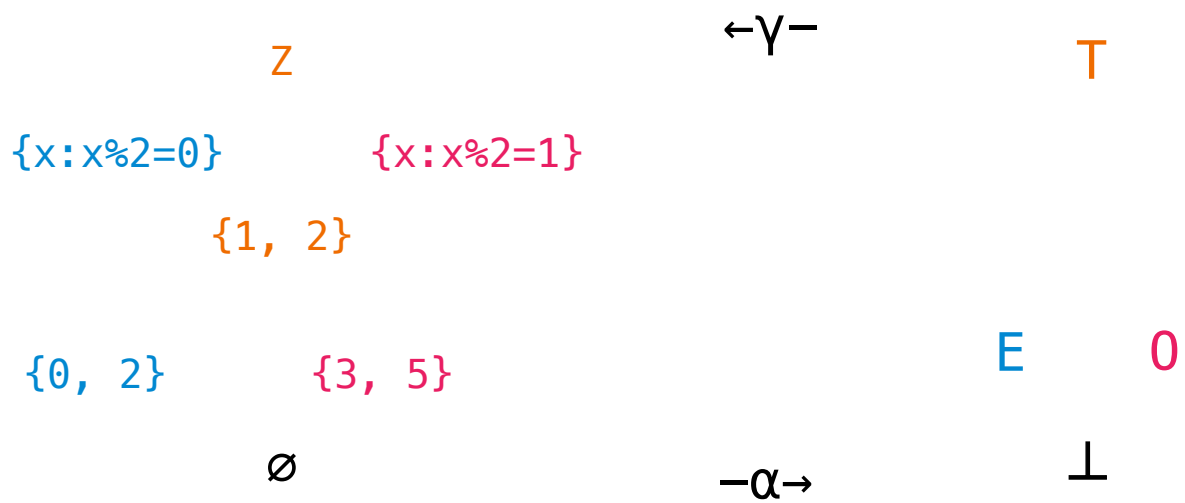 ←γ−
Z T
{x:x%2=0} {x:x%2=1}
{1, 2}
E O
{0, 2} {3, 5}
∅ ⊥
−α→